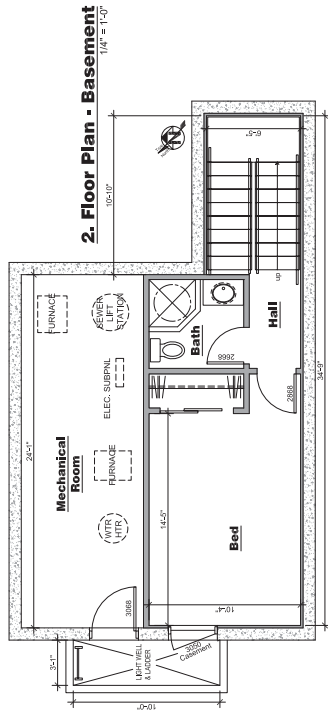 2. Floor Plan - Basement
1/4" = 1'-0"
10'-10"
N
6'-5"
up
Hall
34'-9"
FURNACE
SEWER
LIFT
STATION
ELEC. SUBPNL
Bath
2668
2868
24'-1"
Mechanical
Room
FURNACE
WTR
HTR
14'-5"
Bed
10'-4"
3068
3050
Casement
LIGHT WELL
& LADDER
3'-1"
10'-0"